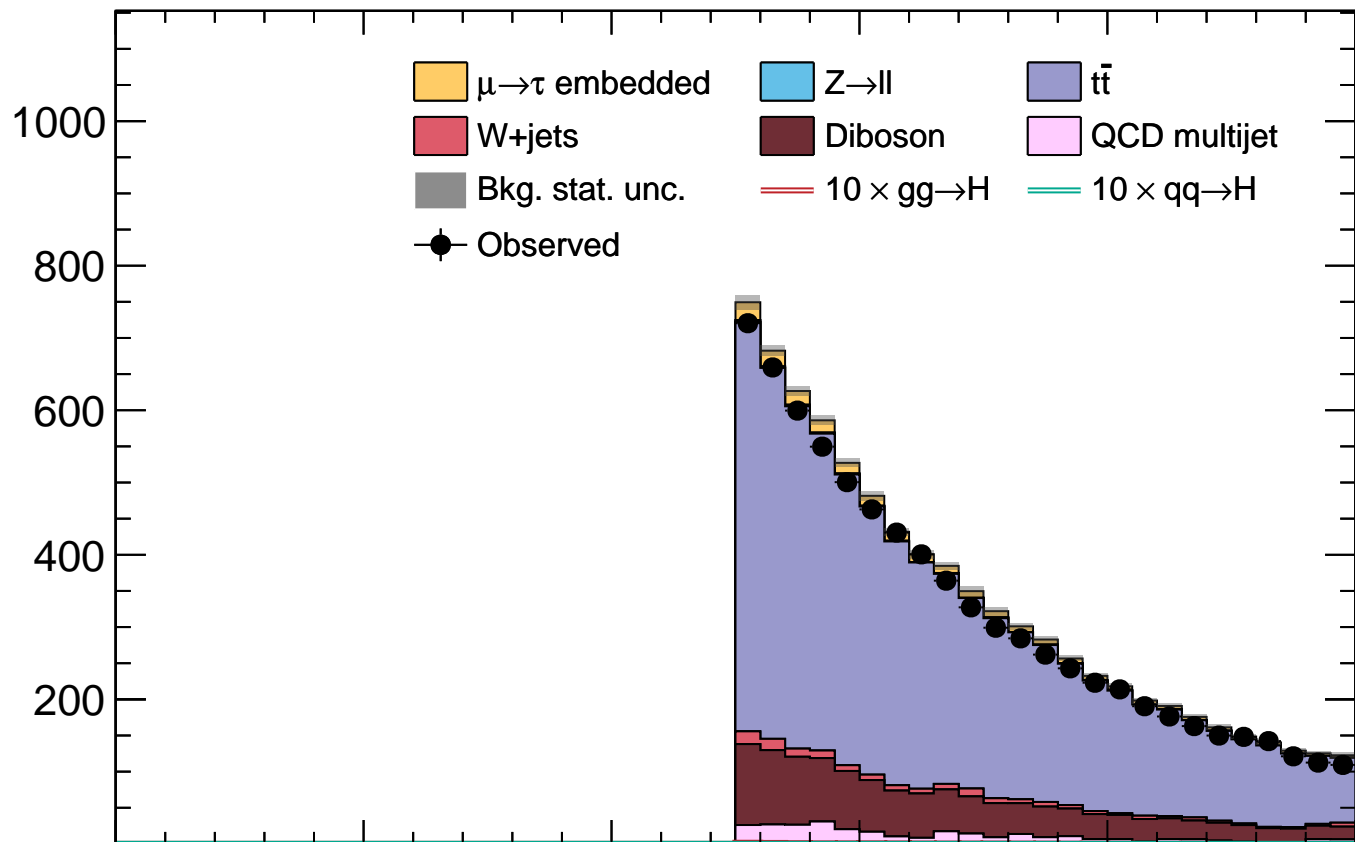 μ→τ embedded Z→ll tt̄
1000
W+jets Diboson QCD multijet
Bkg. stat. unc. 10 × gg→H 10 × qq→H
Observed
800
600
400
200